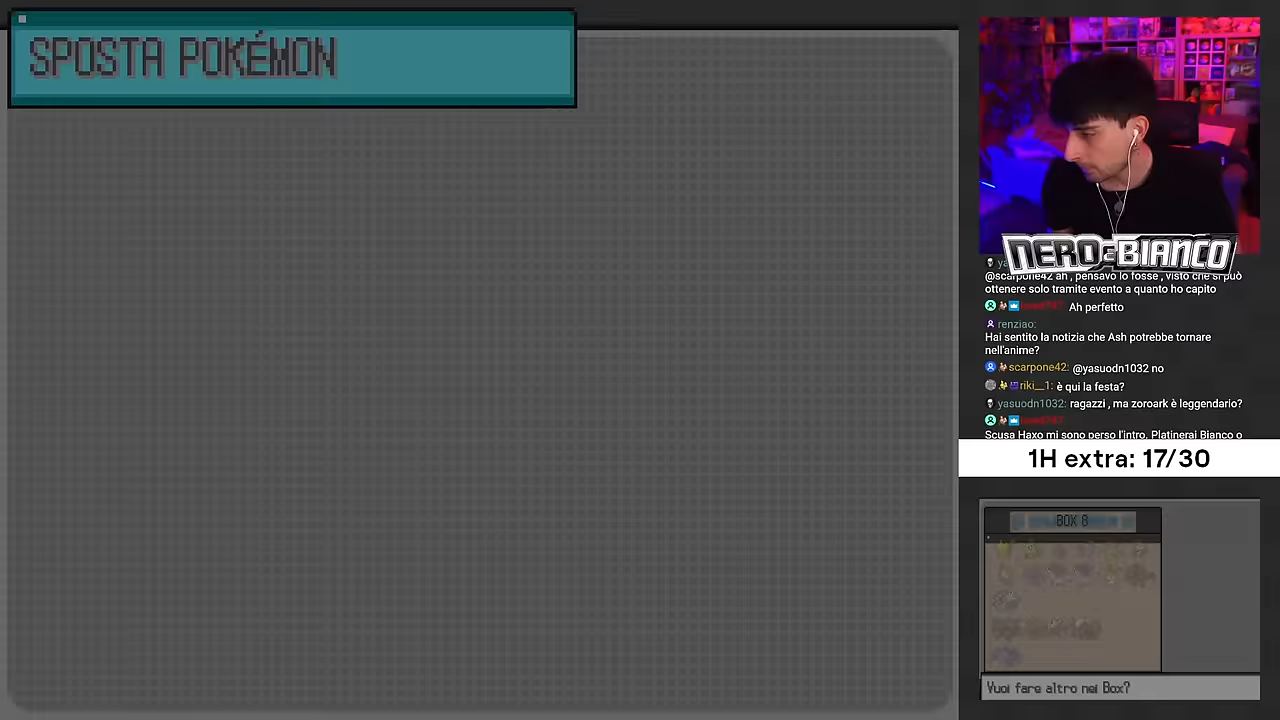 SPOSTA POKÉMON
NERO E BIANCO
@scarpone42 ah , pensavo lo fosse , visto che si può
ottenere solo tramite evento a quanto ho capito
Ah perfetto
renziao:
Hai sentito la notizia che Ash potrebbe tornare
nell'anime?
scarpone42: @yasuodn1032 no
riki__1: è qui la festa?
yasuodn1032: ragazzi , ma zoroark è leggendario?
Scusa Haxo mi sono perso l'intro. Platinerai Bianco o
1H extra: 17/30
BOX 8
Vuoi fare altro nei Box?